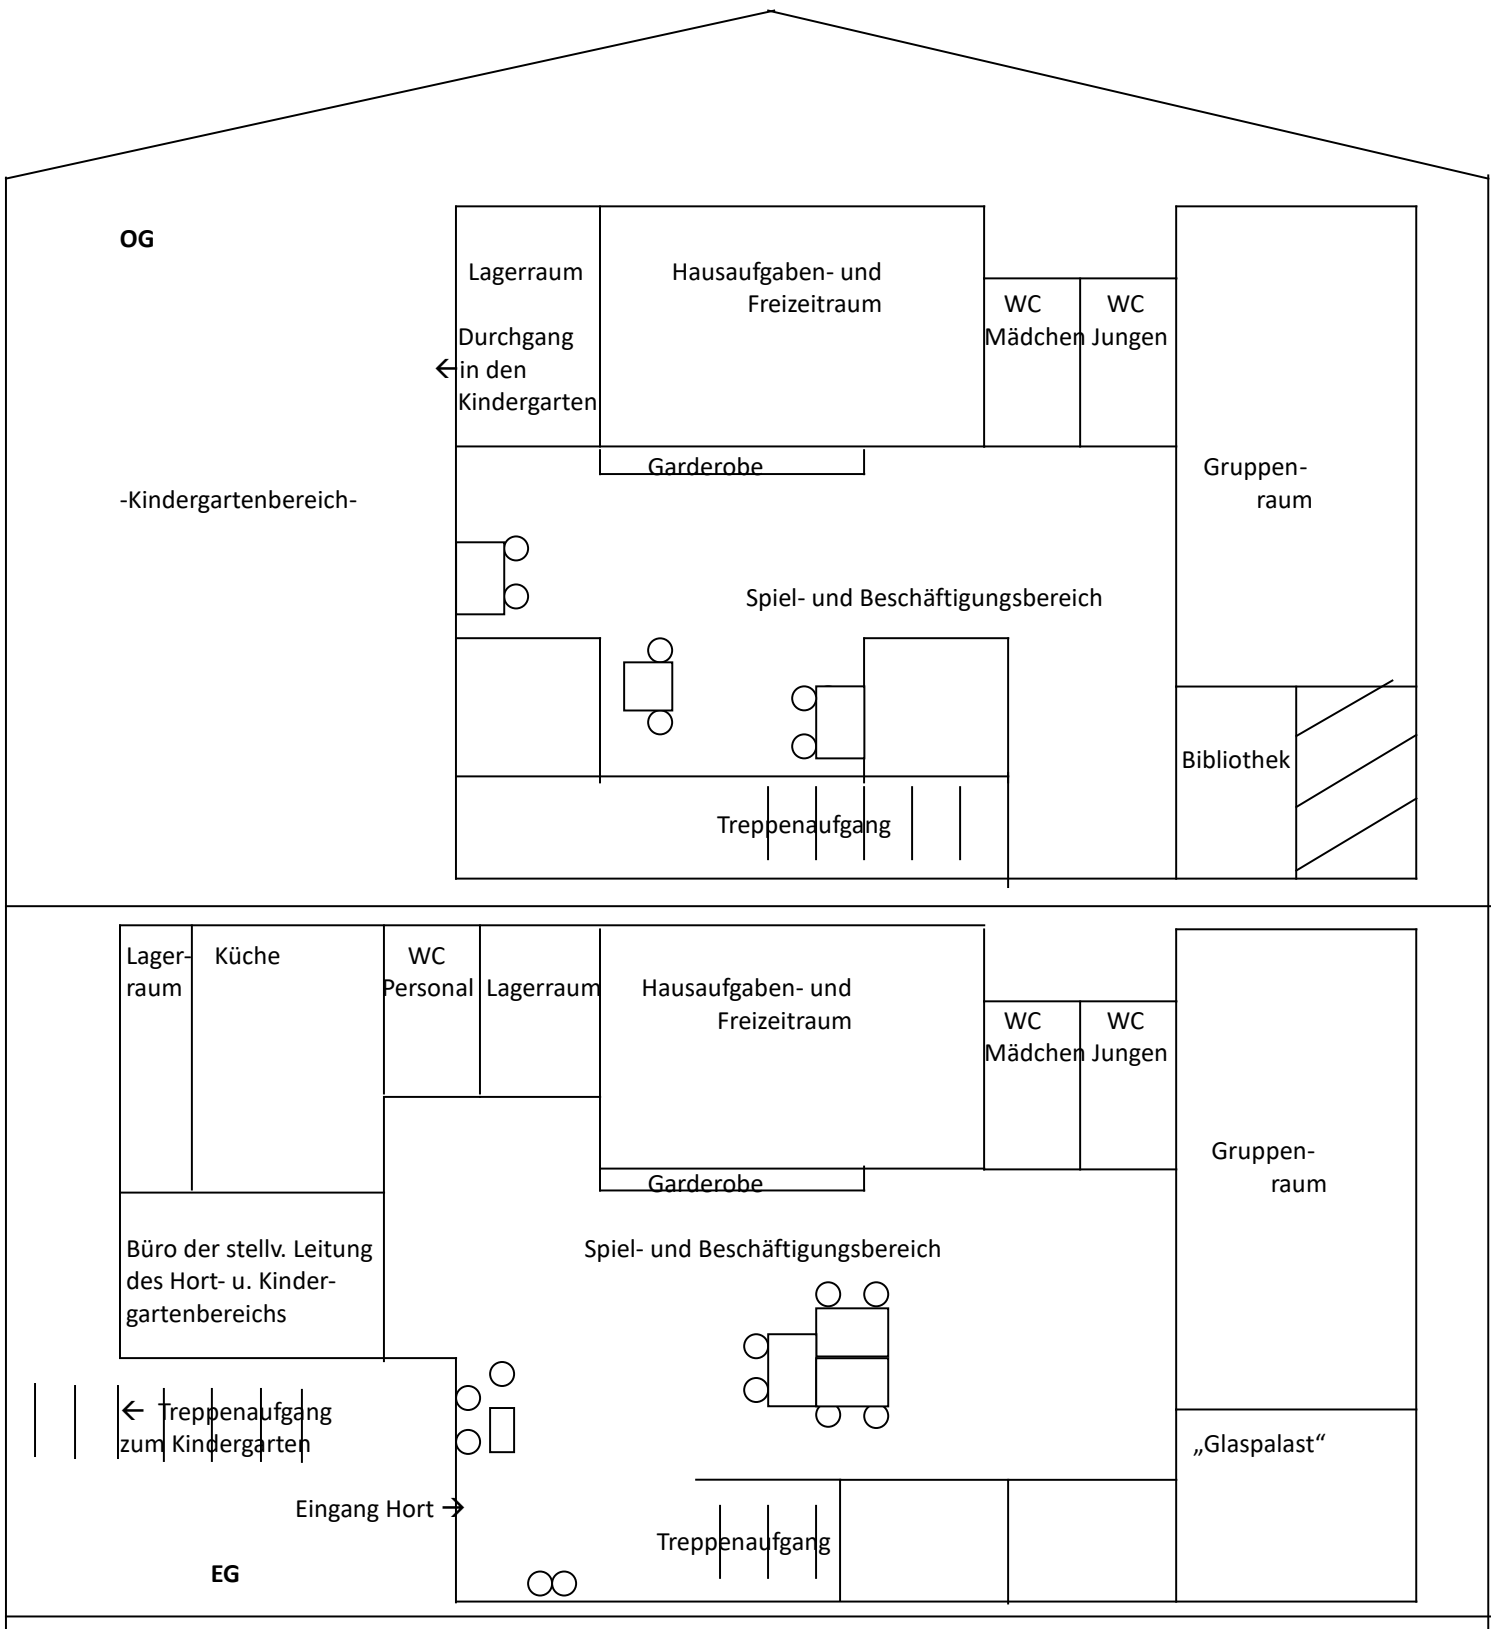 OG
Lagerraum
Durchgang
←in den
Kindergarten
Hausaufgaben- und
Freizeitraum
WC
Mädchen
WC
Jungen
Garderobe
Gruppen-
raum
-Kindergartenbereich-
Spiel- und Beschäftigungsbereich
Bibliothek
Treppenaufgang
Lager-
raum
Küche
WC
Personal
Lagerraum
Hausaufgaben- und
Freizeitraum
WC
Mädchen
WC
Jungen
Garderobe
Gruppen-
raum
Büro der stellv. Leitung
des Hort- u. Kinder-
gartenbereichs
Spiel- und Beschäftigungsbereich
← Treppenaufgang
zum Kindergarten
„Glaspalast“
Eingang Hort →
Treppenaufgang
EG